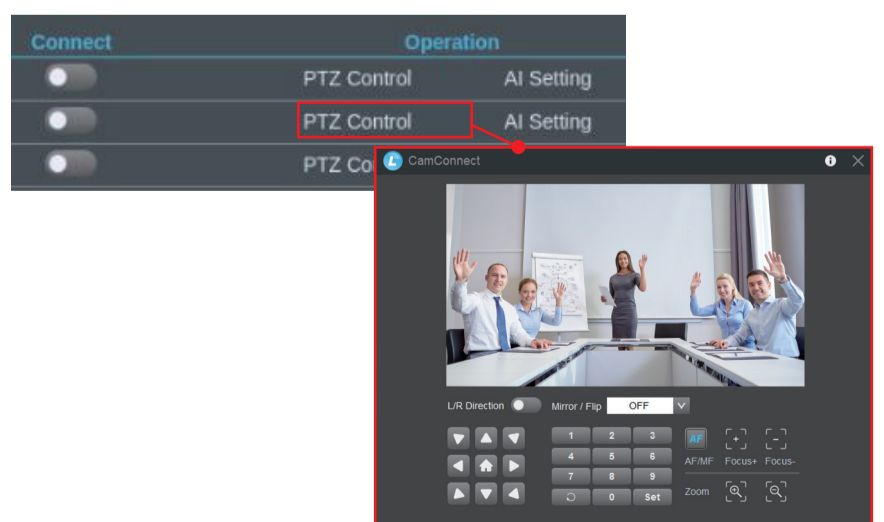 Connect Operation
PTZ Control AI Setting
PTZ Control AI Setting
PTZ Co
CamConnect
L/R Direction Mirror / Flip OFF
1 2 3
AF
4 5 6
AF/MF Focus+ Focus-
7 8 9
0 Set
Zoom